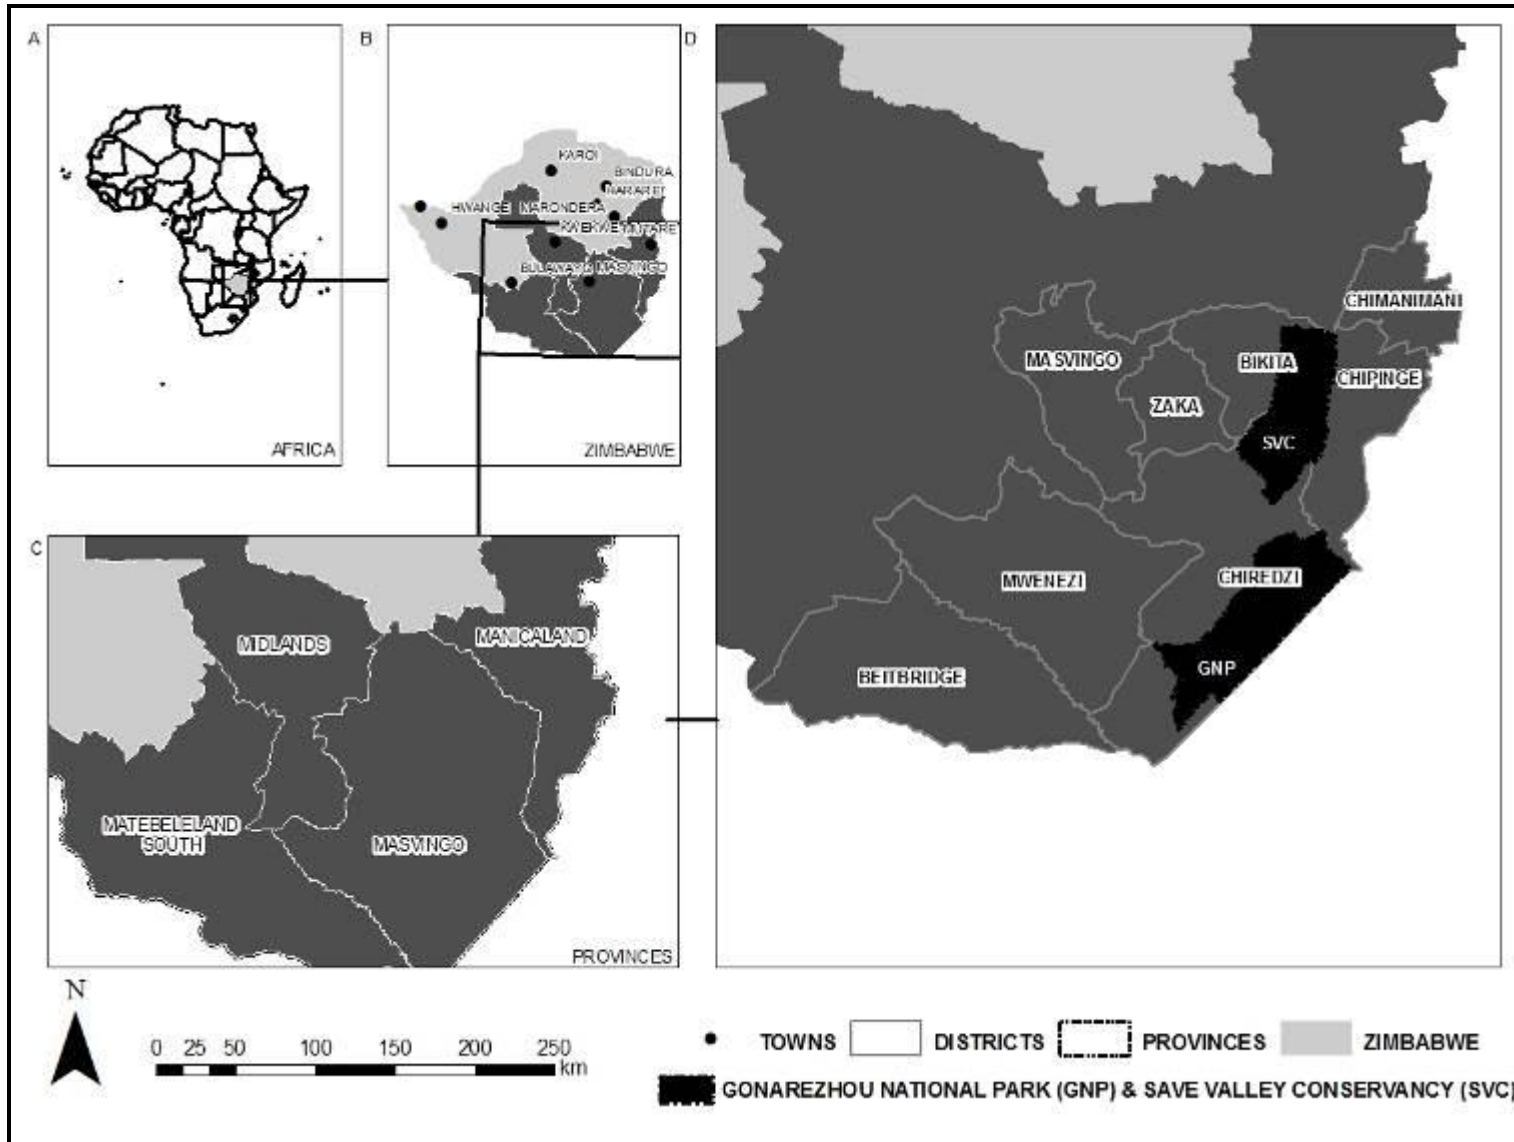 A
B
D
KAROI
BINDURA
HWANGE
MARONDERA
KWEKWE
MUTARE
BULAWAYO
MASVINGO
AFRICA
ZIMBABWE
CHIMANIMANI
MASVINGO
BIKITA
CHIPINGE
ZAKA
SVC
MWENEZI
CHIREDZI
GNP
BEITBRIDGE
C
MIDLANDS
MANICALAND
MATEBELELAND
SOUTH
MASVINGO
PROVINCES
N
0 25 50 100 150 200 250
km
TOWNS DISTRICTS PROVINCES ZIMBABWE
GONAREZHOU NATIONAL PARK (GNP) & SAVE VALLEY CONSERVANCY (SVC)